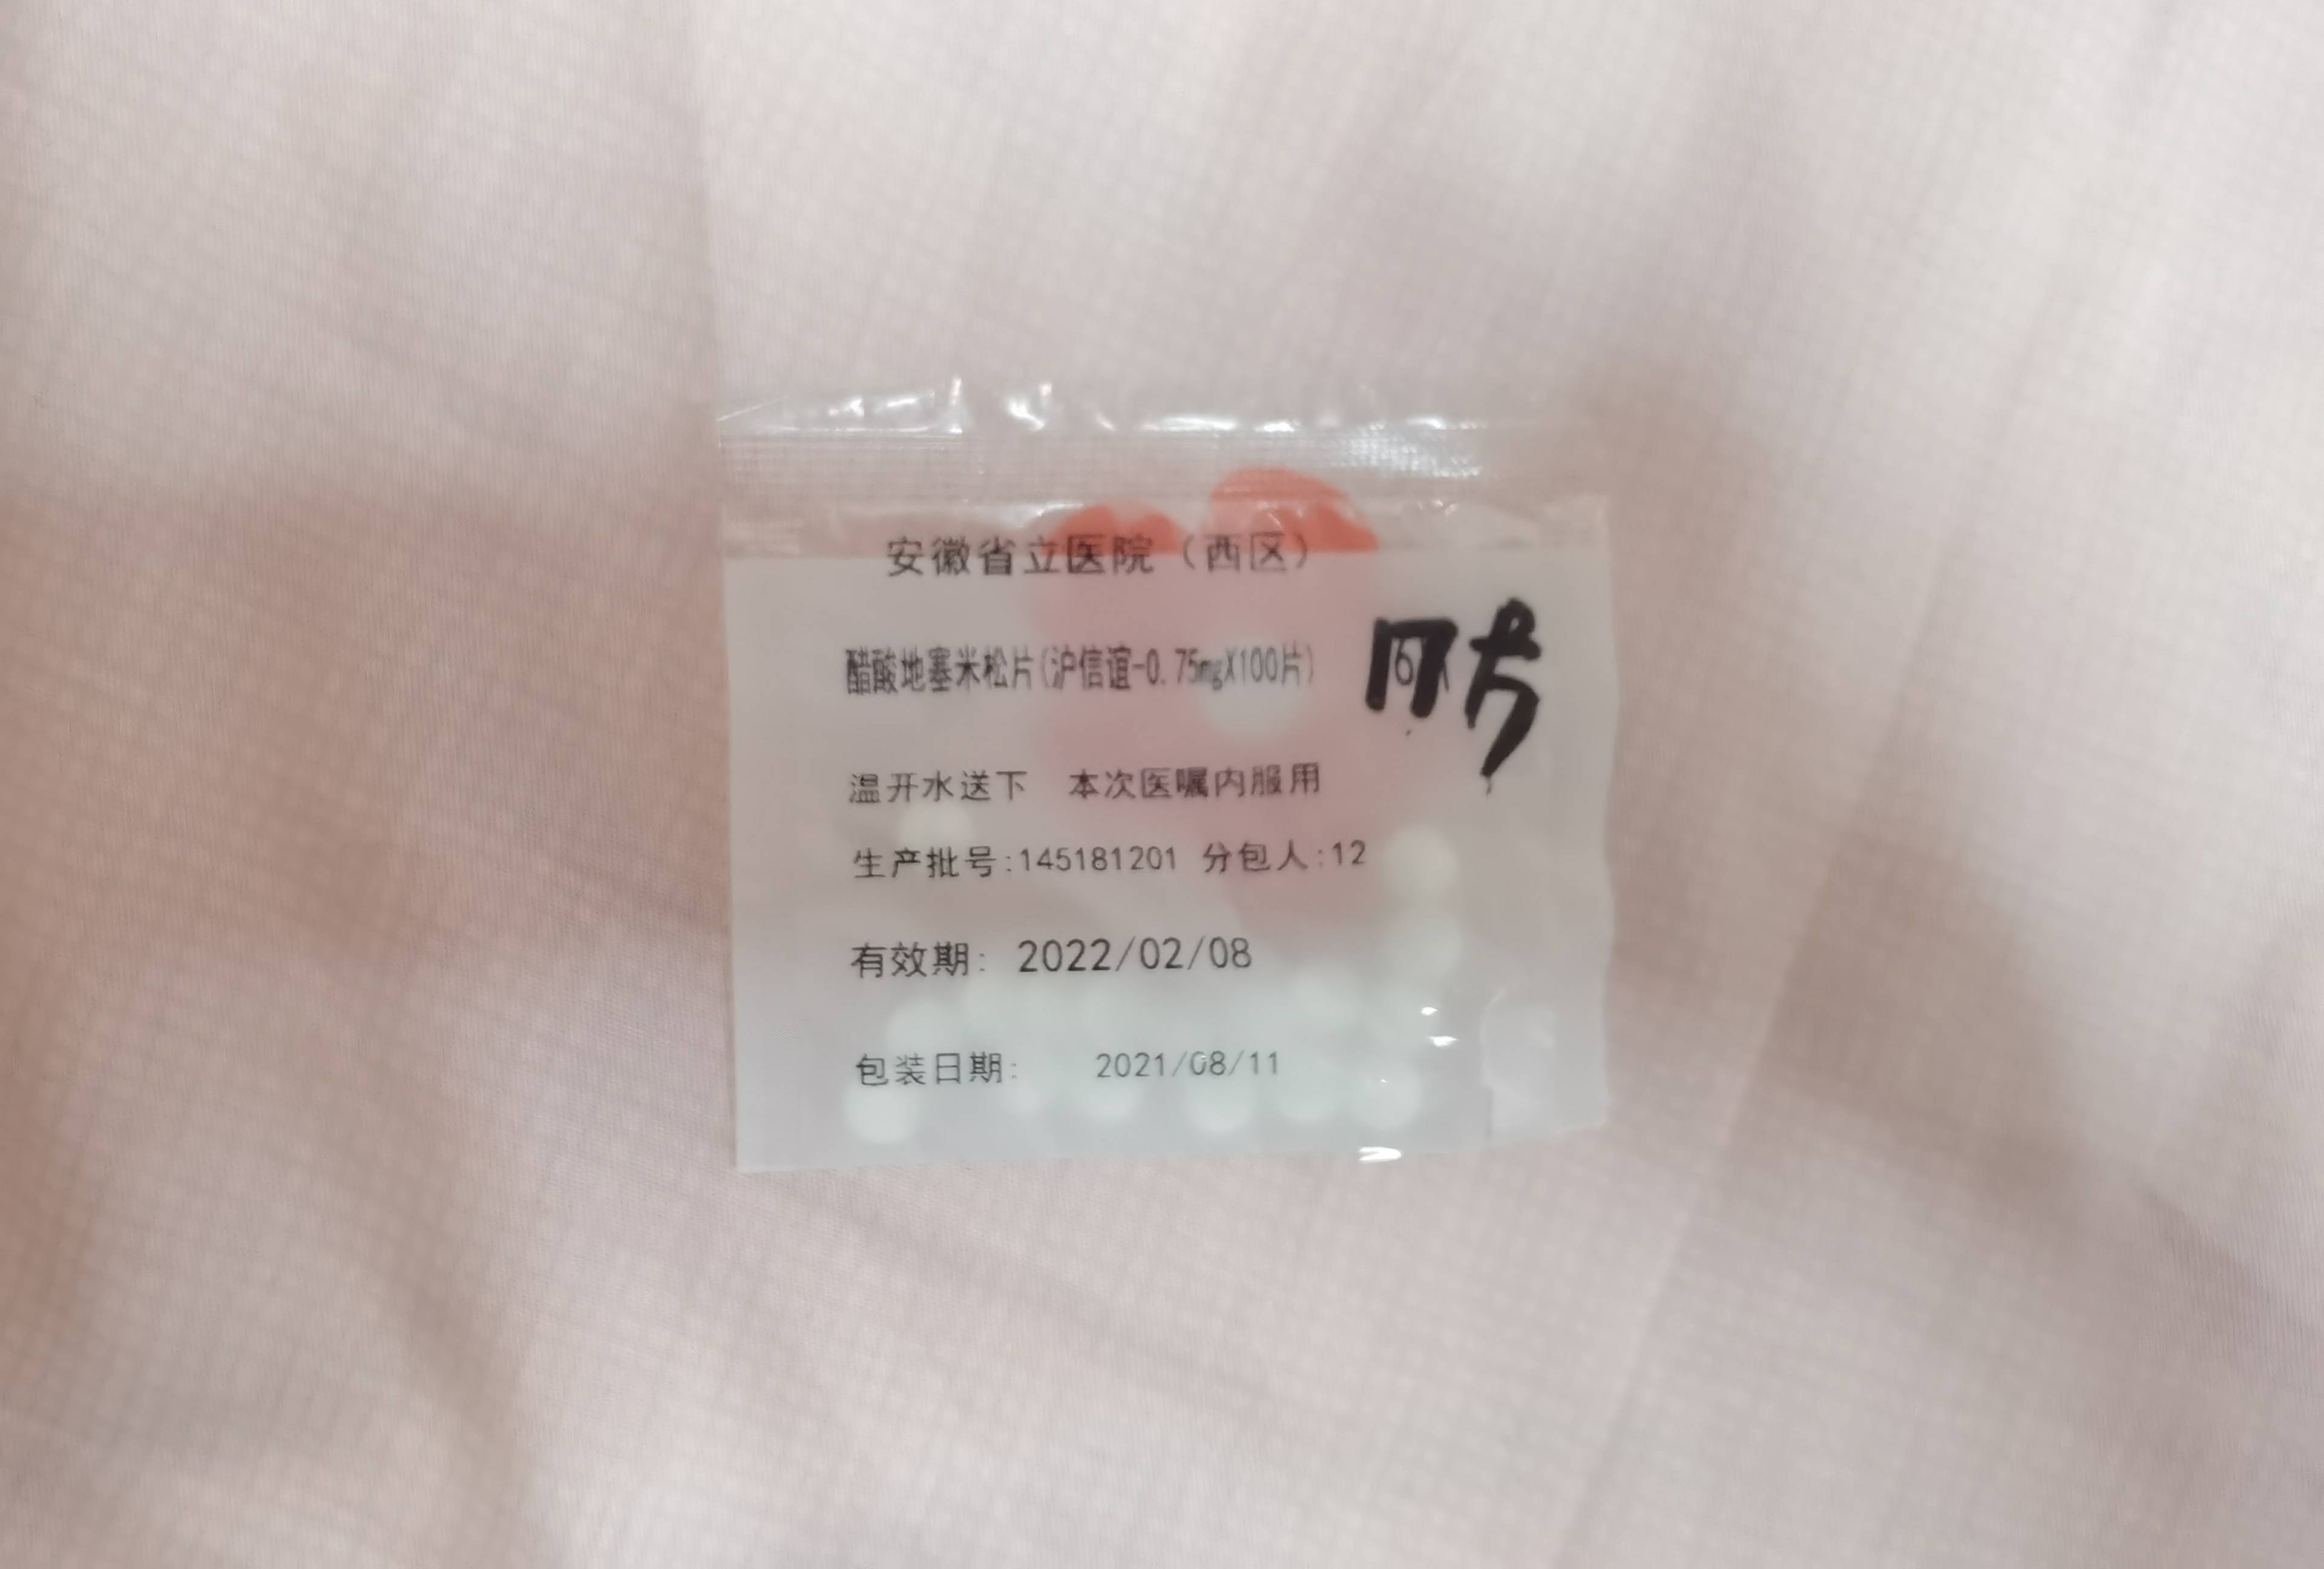 安徽省立医院（西区）
醋酸地塞米松片(沪信谊-0.75mgX100片) 17片
温开水送下 本次医嘱内服用
生产批号:145181201 分包人:12
有效期: 2022/02/08
包装日期: 2021/08/11